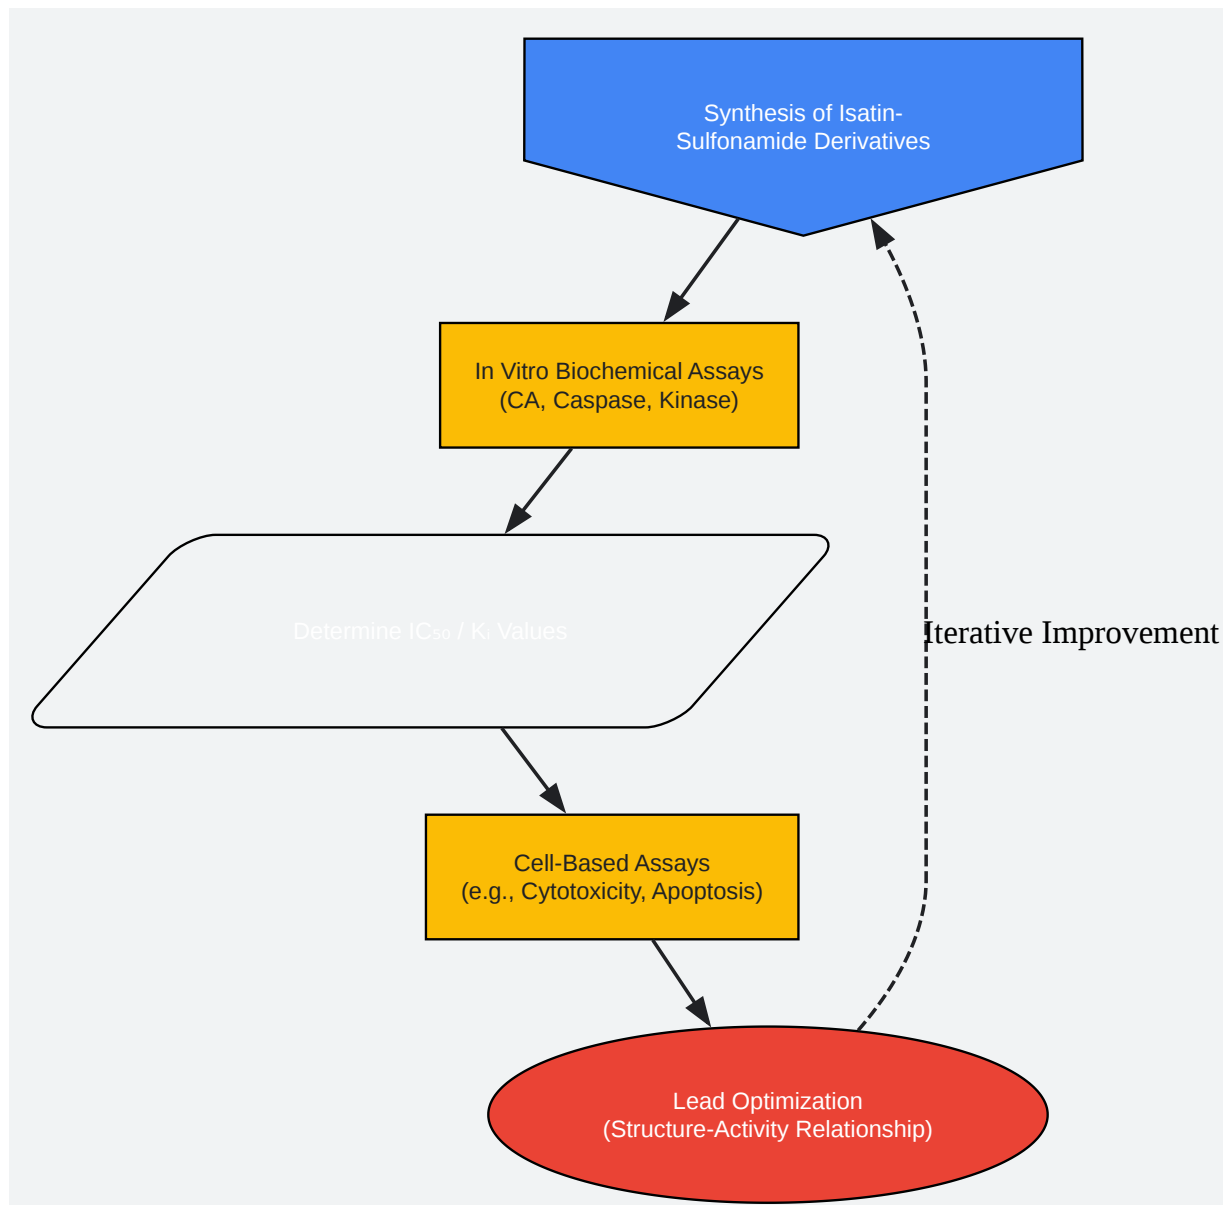 Synthesis of Isatin-
Sulfonamide Derivatives
In Vitro Biochemical Assays
(CA, Caspase, Kinase)
Determine IC₅₀ / Kᵢ Values
Iterative Improvement
Cell-Based Assays
(e.g., Cytotoxicity, Apoptosis)
Lead Optimization
(Structure-Activity Relationship)